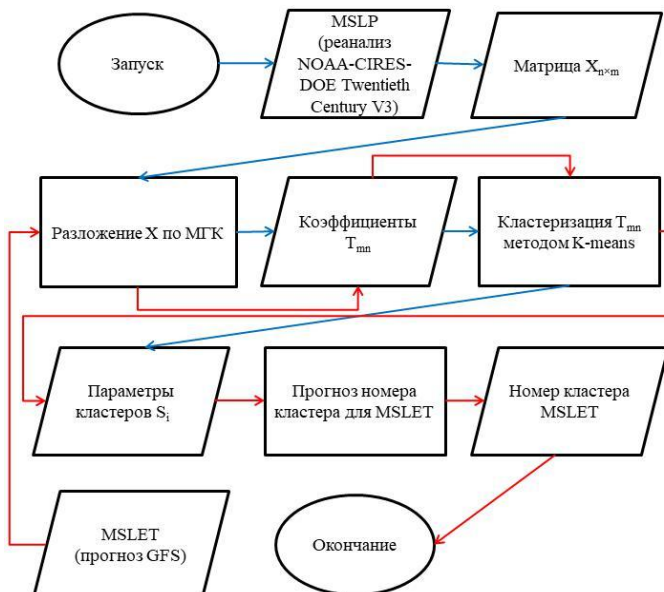 Запуск
MSLP
(реанализ
NOAA-CIRES-
DOE Twentieth
Century V3)
Матрица Xn×m
Разложение X по МГК
Коэффициенты
Tmn
Кластеризация Tmn
методом K-means
Параметры
кластеров Si
Прогноз номера
кластера для MSLET
Номер кластера
MSLET
MSLET
(прогноз GFS)
Окончание